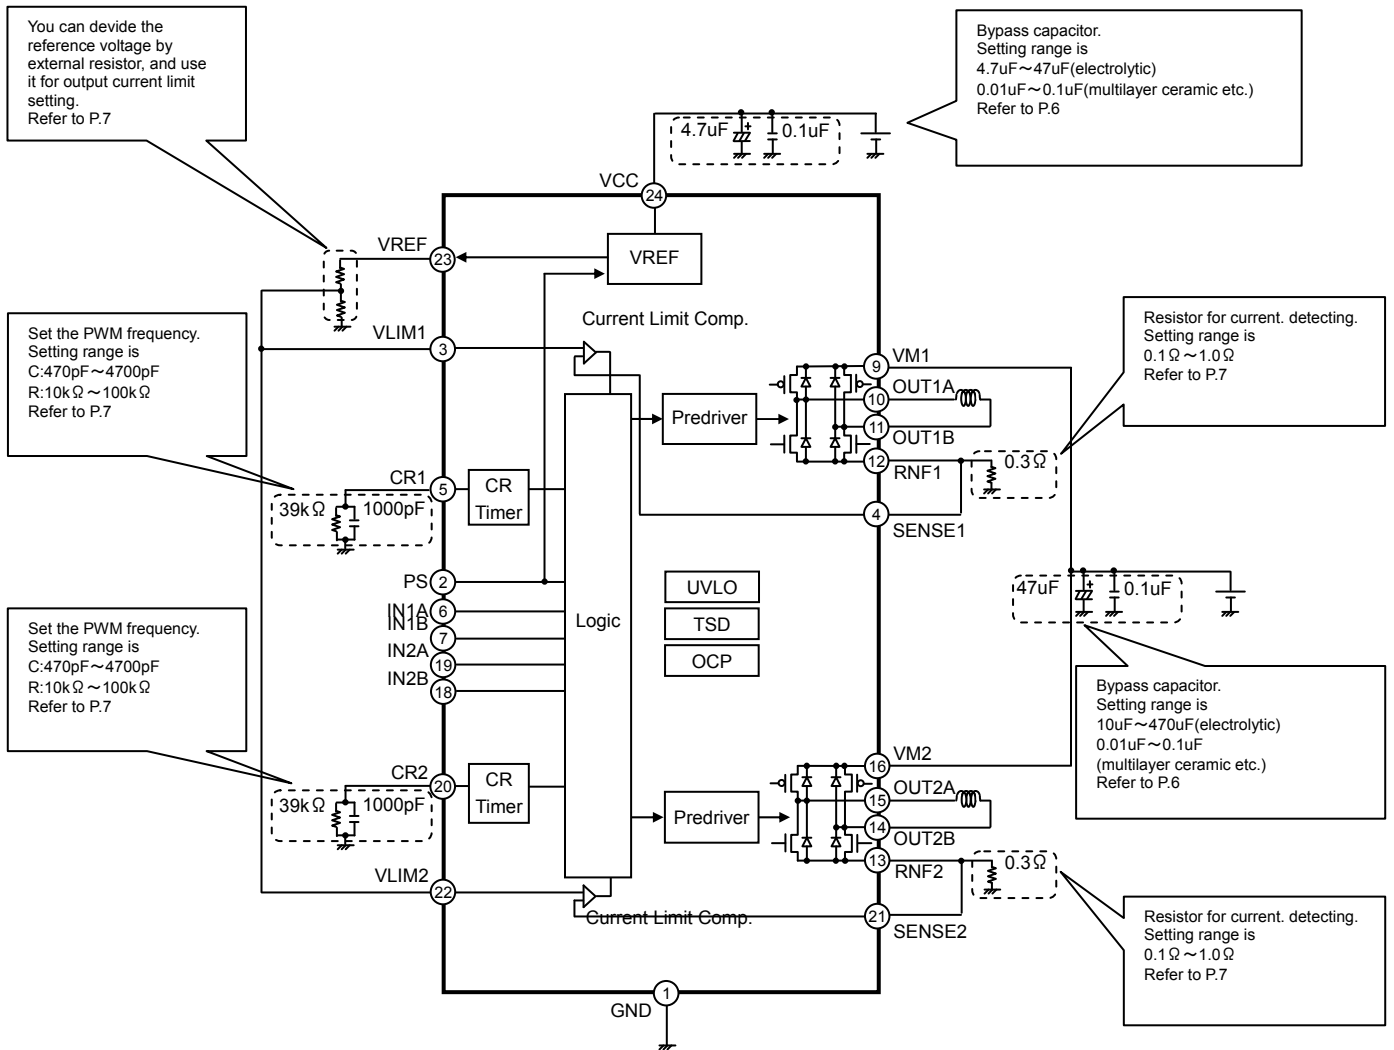 You can devide the
reference voltage by
external resistor, and use
it for output current limit
setting.
Refer to P.7
Bypass capacitor.
Setting range is
4.7uF～47uF(electrolytic)
0.01uF～0.1uF(multilayer ceramic etc.)
Refer to P.6
4.7uF
+
0.1uF
VCC
24
VREF
23
VREF
Set the PWM frequency.
Setting range is
C:470pF～4700pF
R:10kΩ～100kΩ
Refer to P.7
VLIM1
3
Current Limit Comp.
Resistor for current. detecting.
Setting range is
0.1Ω～1.0Ω
Refer to P.7
9
VM1
10
OUT1A
11
OUT1B
Predriver
12
RNF1
0.3Ω
4
SENSE1
CR1
5
CR
Timer
39kΩ
1000pF
PS
2
IN1A
6
IN1B
7
IN2A
19
IN2B
18
Logic
UVLO
TSD
OCP
47uF
+
0.1uF
Set the PWM frequency.
Setting range is
C:470pF～4700pF
R:10kΩ～100kΩ
Refer to P.7
Bypass capacitor.
Setting range is
10uF～470uF(electrolytic)
0.01uF～0.1uF
(multilayer ceramic etc.)
Refer to P.6
CR2
20
CR
Timer
39kΩ
1000pF
16
VM2
15
OUT2A
14
OUT2B
Predriver
13
RNF2
0.3Ω
VLIM2
22
Current Limit Comp.
21
SENSE2
Resistor for current. detecting.
Setting range is
0.1Ω～1.0Ω
Refer to P.7
1
GND